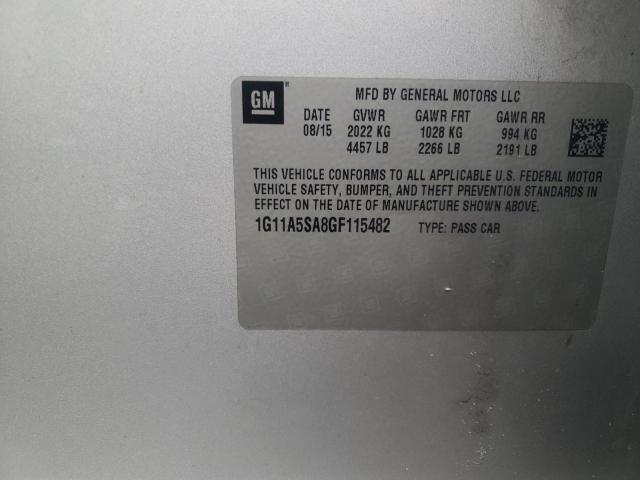 GM ®
MFD BY GENERAL MOTORS LLC
DATE GVWR GAWR FRT GAWR RR
08/15 2022 KG 1028 KG 994 KG
4457 LB 2266 LB 2191 LB
THIS VEHICLE CONFORMS TO ALL APPLICABLE U.S. FEDERAL MOTOR
VEHICLE SAFETY, BUMPER, AND THEFT PREVENTION STANDARDS IN
EFFECT ON THE DATE OF MANUFACTURE SHOWN ABOVE.
1G11A5SA8GF115482 TYPE: PASS CAR